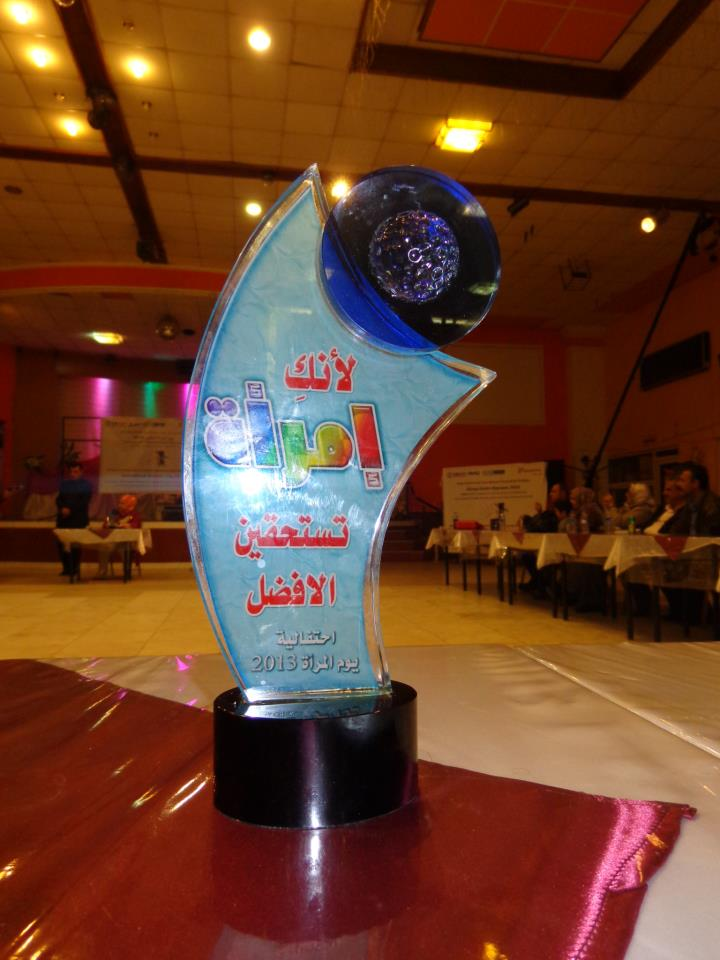 لأنكِ
إمرأة
تستحقين
الافضل
احتفالية
يوم المرأة 2013